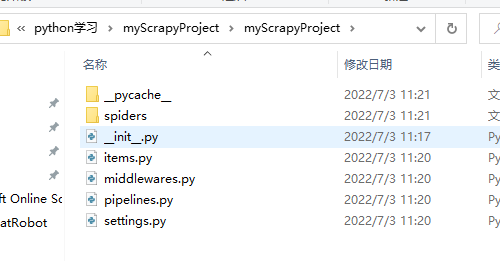 « python学习 › myScrapyProject › myScrapyProject ›
名称 修改日期 类
__pycache__ 2022/7/3 11:21 文
spiders 2022/7/3 11:21 文
__init__.py 2022/7/3 11:17 Py
items.py 2022/7/3 11:20 Py
middlewares.py 2022/7/3 11:20 Py
ft Online Sc pipelines.py 2022/7/3 11:20 Py
atRobot settings.py 2022/7/3 11:20 Py